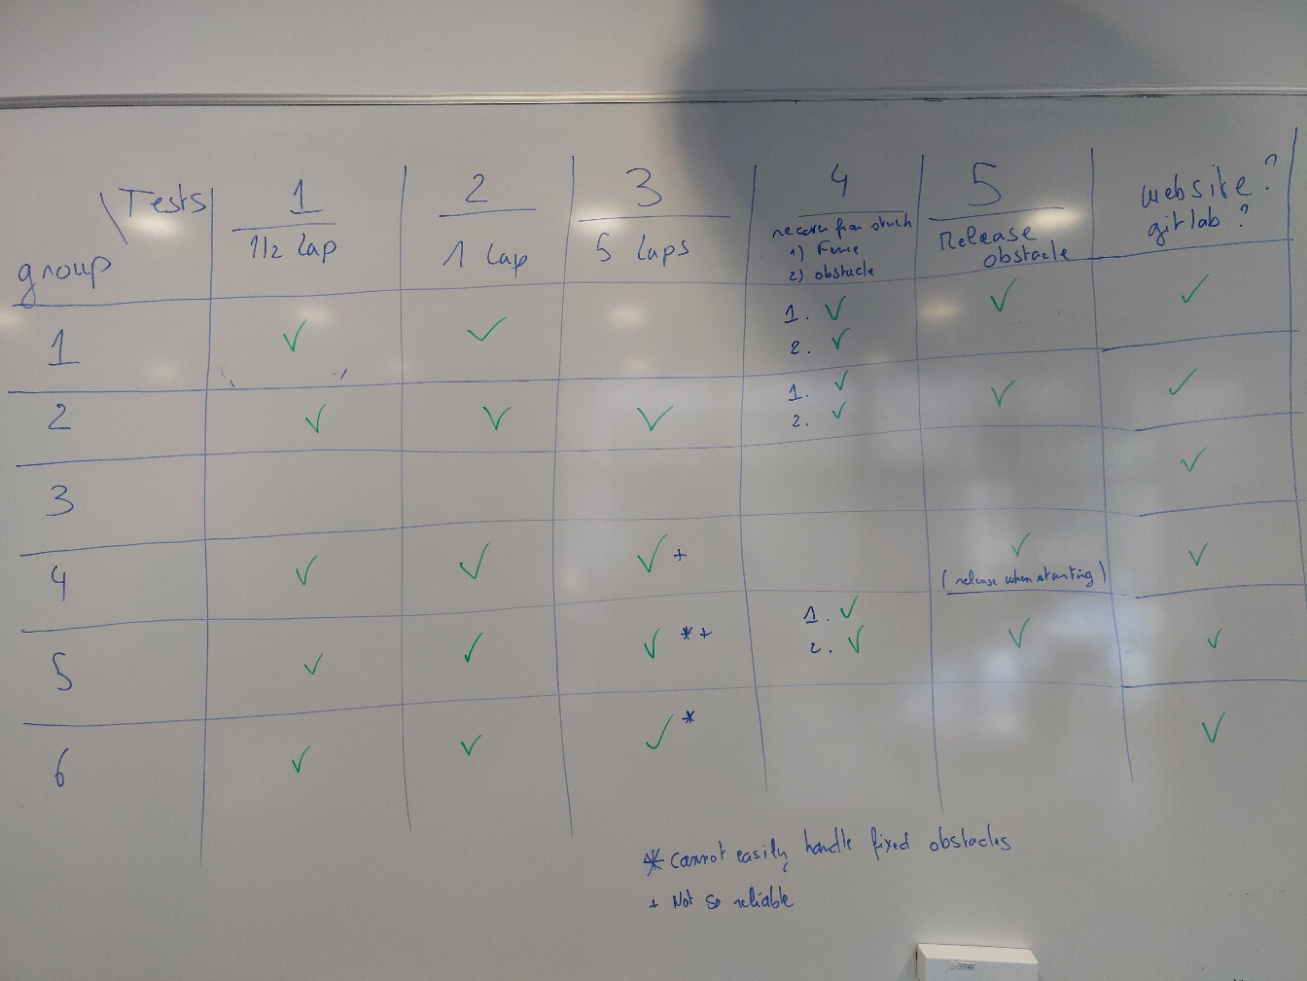 Tests
group
1
1/2 Lap
2
1 Lap
3
5 Laps
4
recover from stuck
1) Fence
2) obstacle
5
Release
obstacle
website?
gitlab?
1 ✓ ✓ 1. ✓ ✓ ✓
2. ✓
2 ✓ ✓ ✓ 1. ✓ ✓ ✓
2. ✓
3 ✓
4 ✓ ✓ ✓ + ✓ ✓
(release when starting)
5 ✓ ✓ ✓ * + 1. ✓ ✓ ✓
2. ✓
6 ✓ ✓ ✓ * ✓
* Cannot easily handle fixed obstacles
+ Not so reliable